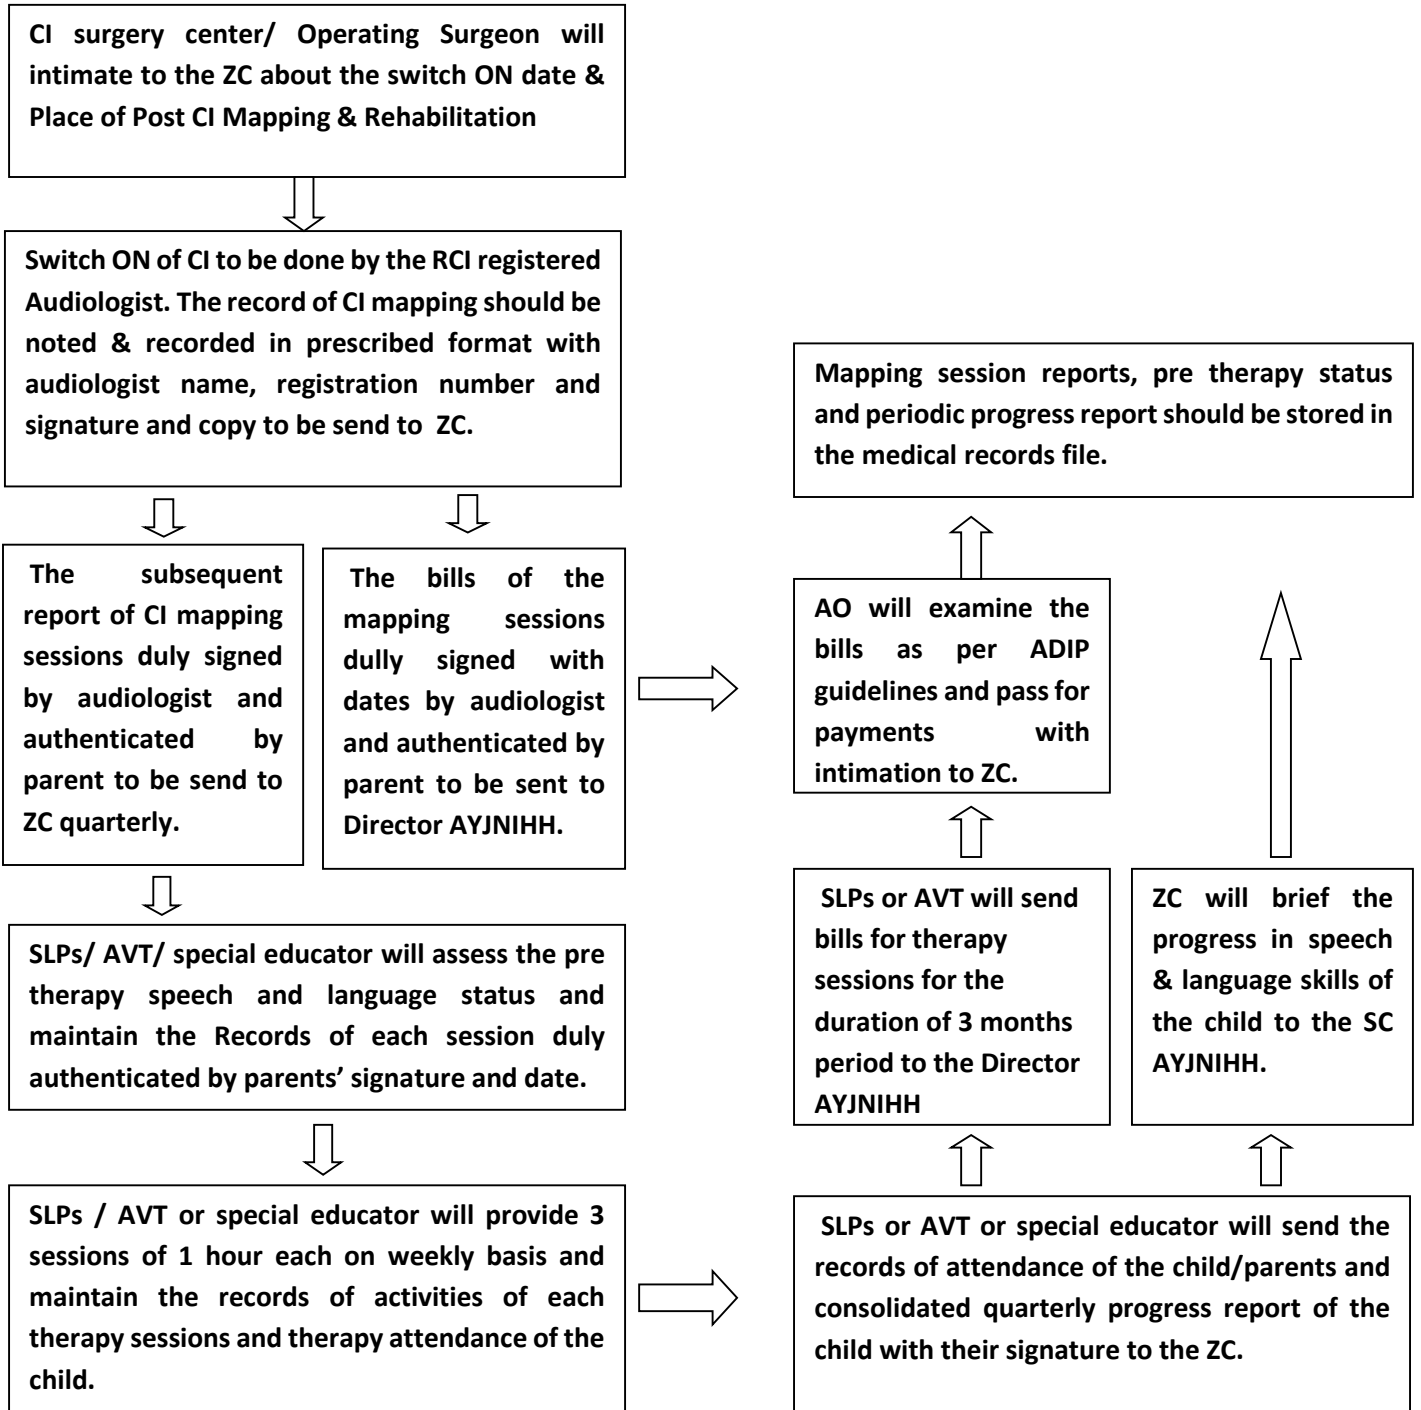 CI surgery center/ Operating Surgeon will
intimate to the ZC about the switch ON date &
Place of Post CI Mapping & Rehabilitation
Switch ON of CI to be done by the RCI registered
Audiologist. The record of CI mapping should be
noted & recorded in prescribed format with
audiologist name, registration number and
signature and copy to be send to ZC.
The subsequent
report of CI mapping
sessions duly signed
by audiologist and
authenticated by
parent to be send to
ZC quarterly.
The bills of the
mapping sessions
dully signed with
dates by audiologist
and authenticated by
parent to be sent to
Director AYJNIHH.
SLPs/ AVT/ special educator will assess the pre
therapy speech and language status and
maintain the Records of each session duly
authenticated by parents’ signature and date.
SLPs / AVT or special educator will provide 3
sessions of 1 hour each on weekly basis and
maintain the records of activities of each
therapy sessions and therapy attendance of the
child.
Mapping session reports, pre therapy status
and periodic progress report should be stored in
the medical records file.
AO will examine the
bills as per ADIP
guidelines and pass for
payments with
intimation to ZC.
SLPs or AVT will send
bills for therapy
sessions for the
duration of 3 months
period to the Director
AYJNIHH
ZC will brief the
progress in speech
& language skills of
the child to the SC
AYJNIHH.
SLPs or AVT or special educator will send the
records of attendance of the child/parents and
consolidated quarterly progress report of the
child with their signature to the ZC.